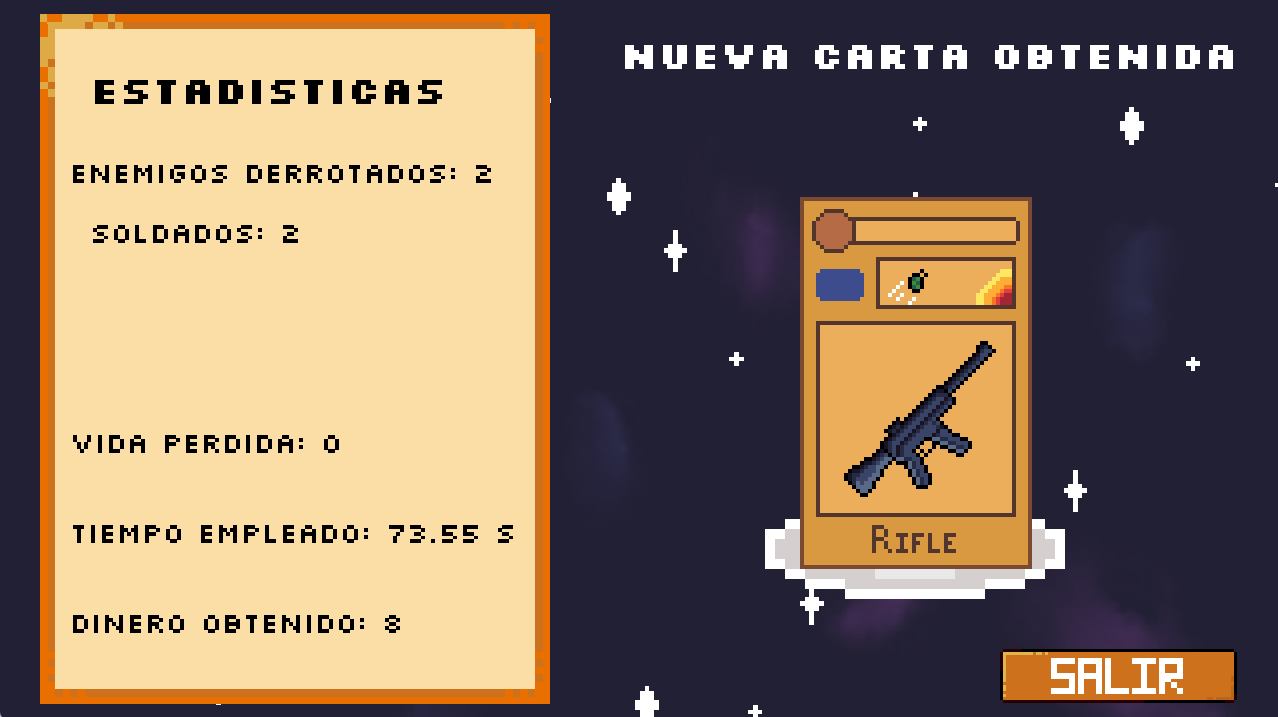 ESTADISTICAS
ENEMIGOS DERROTADOS: 2
SOLDADOS: 2
VIDA PERDIDA: 0
TIEMPO EMPLEADO: 73.55 S
DINERO OBTENIDO: 8
NUEVA CARTA OBTENIDA
RIFLE
SALIR